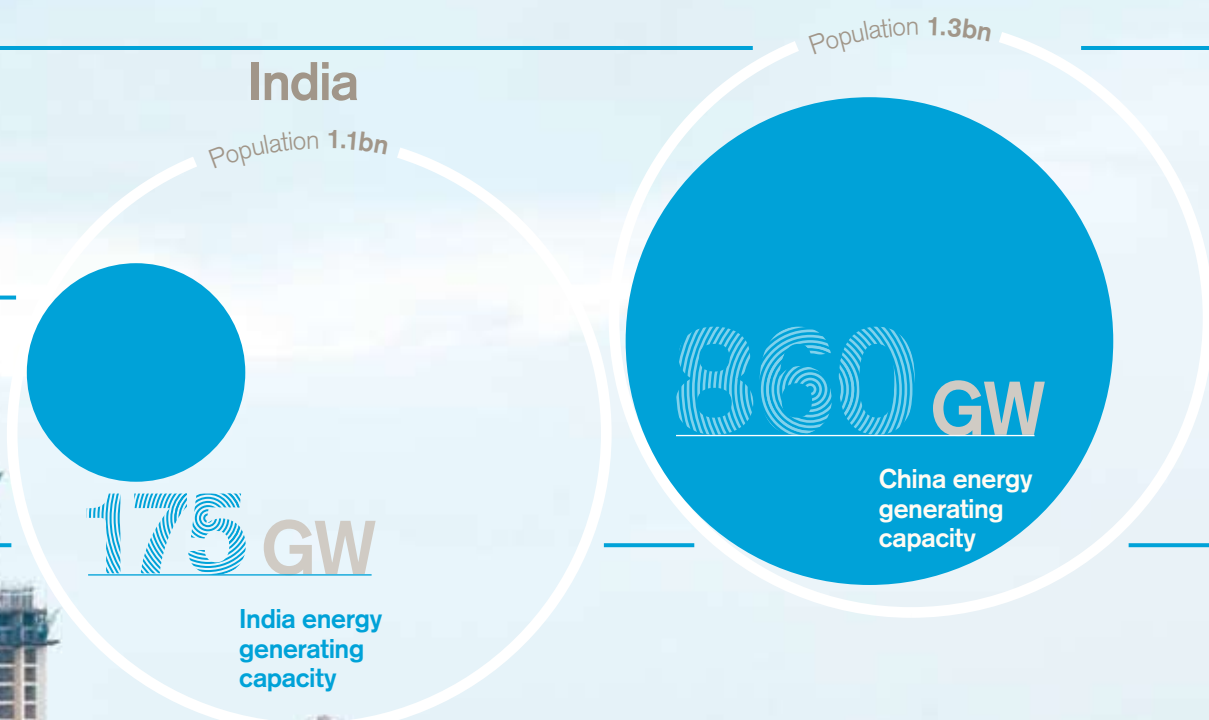 India
Population 1.1bn
175 GW
India energy
generating
capacity
Population 1.3bn
860 GW
China energy
generating
capacity